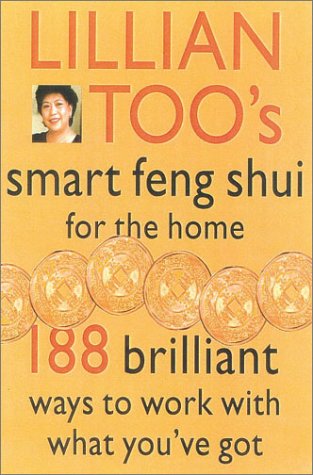 LILLIAN
TOO's
smart feng shui
for the home
188 brilliant
ways to work with
what you've got